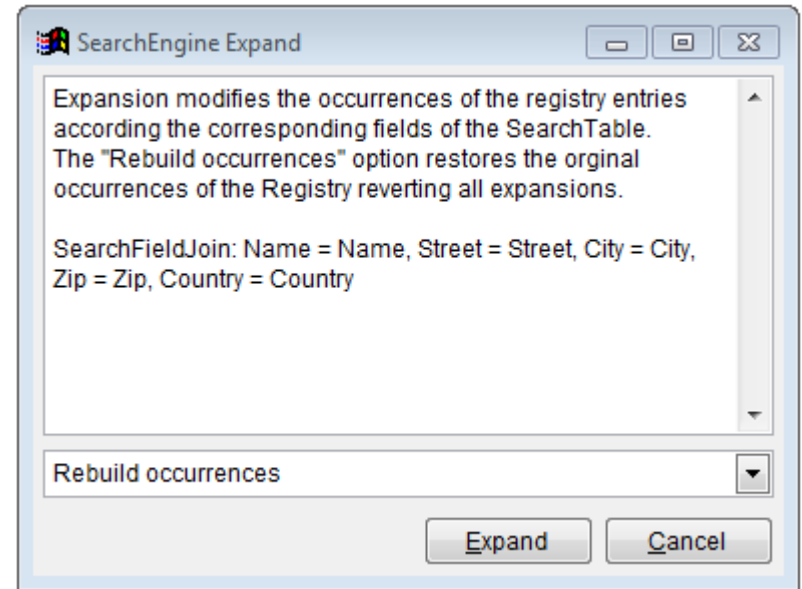 SearchEngine Expand
Expansion modifies the occurrences of the registry entries
according the corresponding fields of the SearchTable.
The "Rebuild occurrences" option restores the orginal
occurrences of the Registry reverting all expansions.
SearchFieldJoin: Name = Name, Street = Street, City = City,
Zip = Zip, Country = Country
Rebuild occurrences
Expand Cancel